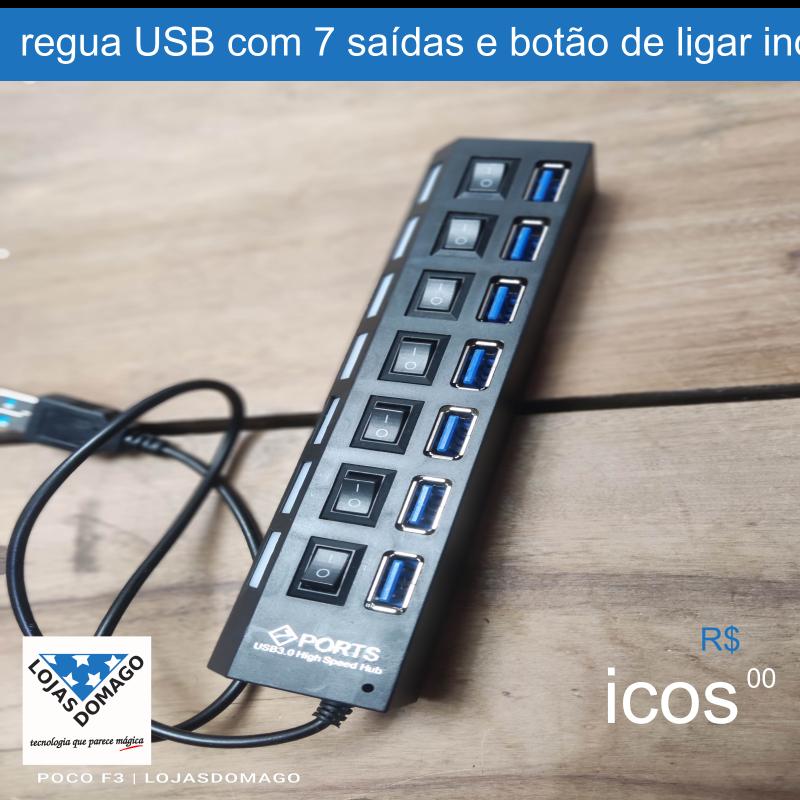 regua USB com 7 saídas e botão de ligar inc
PORTS
USB3.0 High Speed Hub
R$
icos 00
LOJAS DOMAGO
tecnologia que parece mágica
POCO F3 | LOJASDOMAGO